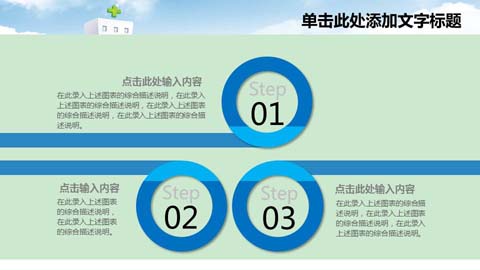 单击此处添加文字标题
点击此处输入内容
在此录入上述图表的综合描述说明，在此录入
上述图表的综合描述说明，在此录入上述图表
的综合描述说明，在此录入上述图表的综合描
述说明。
Step
01
点击输入内容
在此录入上述图表
的综合描述说明，
在此录入上述图表
的综合描述说明。
Step
02
Step
03
点击此处输入内容
在此录入上述图表的综合描
述说明，在此录入上述图表
的综合描述说明，在此录入
上述图表的综合描述说明。